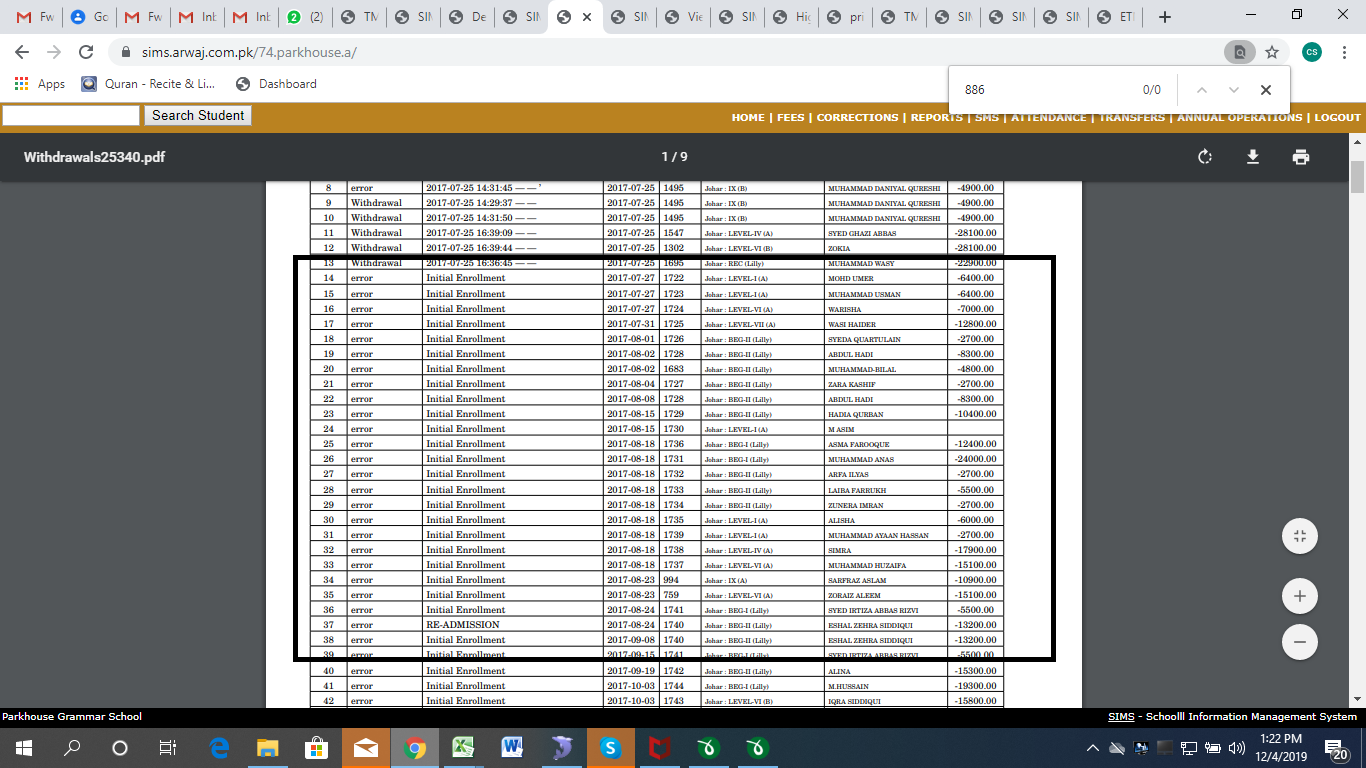 Fw
Go
Fw
Inb
Inb
2
(2)
TM
SIM
De
SIM
SIM
Vie
SIM
Hig
pri
TM
SIM
SIM
SIM
ETI
sims.arwaj.com.pk/74.parkhouse.a/
CS
Apps
Quran - Recite & Li...
Dashboard
886
0/0
Search Student
HOME | FEES | CORRECTIONS | REPORTS | SMS | ATTENDANCE | TRANSFERS | ANNUAL OPERATIONS | LOGOUT
Withdrawals25340.pdf
1 / 9
8 error 2017-07-25 14:31:45 — — ’ 2017-07-25 1495 Johar : IX (B) MUHAMMAD DANIYAL QURESHI -4900.00
9 Withdrawal 2017-07-25 14:29:37 — — 2017-07-25 1495 Johar : IX (B) MUHAMMAD DANIYAL QURESHI -4900.00
10 Withdrawal 2017-07-25 14:31:50 — — 2017-07-25 1495 Johar : IX (B) MUHAMMAD DANIYAL QURESHI -4900.00
11 Withdrawal 2017-07-25 16:39:09 — — 2017-07-25 1547 Johar : LEVEL-IV (A) SYED GHAZI ABBAS -28100.00
12 Withdrawal 2017-07-25 16:39:44 — — 2017-07-25 1302 Johar : LEVEL-VI (B) ZOKIA -28100.00
13 Withdrawal 2017-07-25 16:36:45 — — 2017-07-25 1695 Johar : REC (Lilly) MUHAMMAD WASY -22900.00
14 error Initial Enrollment 2017-07-27 1722 Johar : LEVEL-I (A) MOHD UMER -6400.00
15 error Initial Enrollment 2017-07-27 1723 Johar : LEVEL-I (A) MUHAMMAD USMAN -6400.00
16 error Initial Enrollment 2017-07-27 1724 Johar : LEVEL-VI (A) WARISHA -7000.00
17 error Initial Enrollment 2017-07-31 1725 Johar : LEVEL-VII (A) WASI HAIDER -12800.00
18 error Initial Enrollment 2017-08-01 1726 Johar : BEG-II (Lilly) SYEDA QUARTULAIN -2700.00
19 error Initial Enrollment 2017-08-02 1728 Johar : BEG-II (Lilly) ABDUL HADI -8300.00
20 error Initial Enrollment 2017-08-02 1683 Johar : BEG-II (Lilly) MUHAMMAD-BILAL -4800.00
21 error Initial Enrollment 2017-08-04 1727 Johar : BEG-II (Lilly) ZARA KASHIF -2700.00
22 error Initial Enrollment 2017-08-08 1728 Johar : BEG-II (Lilly) ABDUL HADI -8300.00
23 error Initial Enrollment 2017-08-15 1729 Johar : BEG-II (Lilly) HADIA QURBAN -10400.00
24 error Initial Enrollment 2017-08-15 1730 Johar : LEVEL-I (A) M ASIM
25 error Initial Enrollment 2017-08-18 1736 Johar : BEG-I (Lilly) ASMA FAROOQUE -12400.00
26 error Initial Enrollment 2017-08-18 1731 Johar : BEG-I (Lilly) MUHAMMAD ANAS -24000.00
27 error Initial Enrollment 2017-08-18 1732 Johar : BEG-II (Lilly) ARFA ILYAS -2700.00
28 error Initial Enrollment 2017-08-18 1733 Johar : BEG-II (Lilly) LAIBA FARRUKH -5500.00
29 error Initial Enrollment 2017-08-18 1734 Johar : BEG-II (Lilly) ZUNERA IMRAN -2700.00
30 error Initial Enrollment 2017-08-18 1735 Johar : LEVEL-I (A) ALISHA -6000.00
31 error Initial Enrollment 2017-08-18 1739 Johar : LEVEL-I (A) MUHAMMAD AYAAN HASSAN -2700.00
32 error Initial Enrollment 2017-08-18 1738 Johar : LEVEL-IV (A) SIMRA -17900.00
33 error Initial Enrollment 2017-08-18 1737 Johar : LEVEL-VI (A) MUHAMMAD HUZAIFA -15100.00
34 error Initial Enrollment 2017-08-23 994 Johar : IX (A) SARFRAZ ASLAM -10900.00
35 error Initial Enrollment 2017-08-23 759 Johar : LEVEL-VI (A) ZORAIZ ALEEM -15100.00
36 error Initial Enrollment 2017-08-24 1741 Johar : BEG-I (Lilly) SYED IRTIZA ABBAS RIZVI -5500.00
37 error RE-ADMISSION 2017-08-24 1740 Johar : BEG-II (Lilly) ESHAL ZEHRA SIDDIQUI -13200.00
38 error Initial Enrollment 2017-09-08 1740 Johar : BEG-II (Lilly) ESHAL ZEHRA SIDDIQUI -13200.00
39 error Initial Enrollment 2017-09-15 1741 Johar : BEG-I (Lilly) SYED IRTIZA ABBAS RIZVI -5500.00
40 error Initial Enrollment 2017-09-19 1742 Johar : BEG-II (Lilly) ALINA -15300.00
41 error Initial Enrollment 2017-10-03 1744 Johar : BEG-I (Lilly) M.HUSSAIN -19300.00
42 error Initial Enrollment 2017-10-03 1743 Johar : LEVEL-VI (B) IQRA SIDDIQUI -15800.00
Parkhouse Grammar School
SIMS - Schoolll Information Management System
1:22 PM
12/4/2019
20